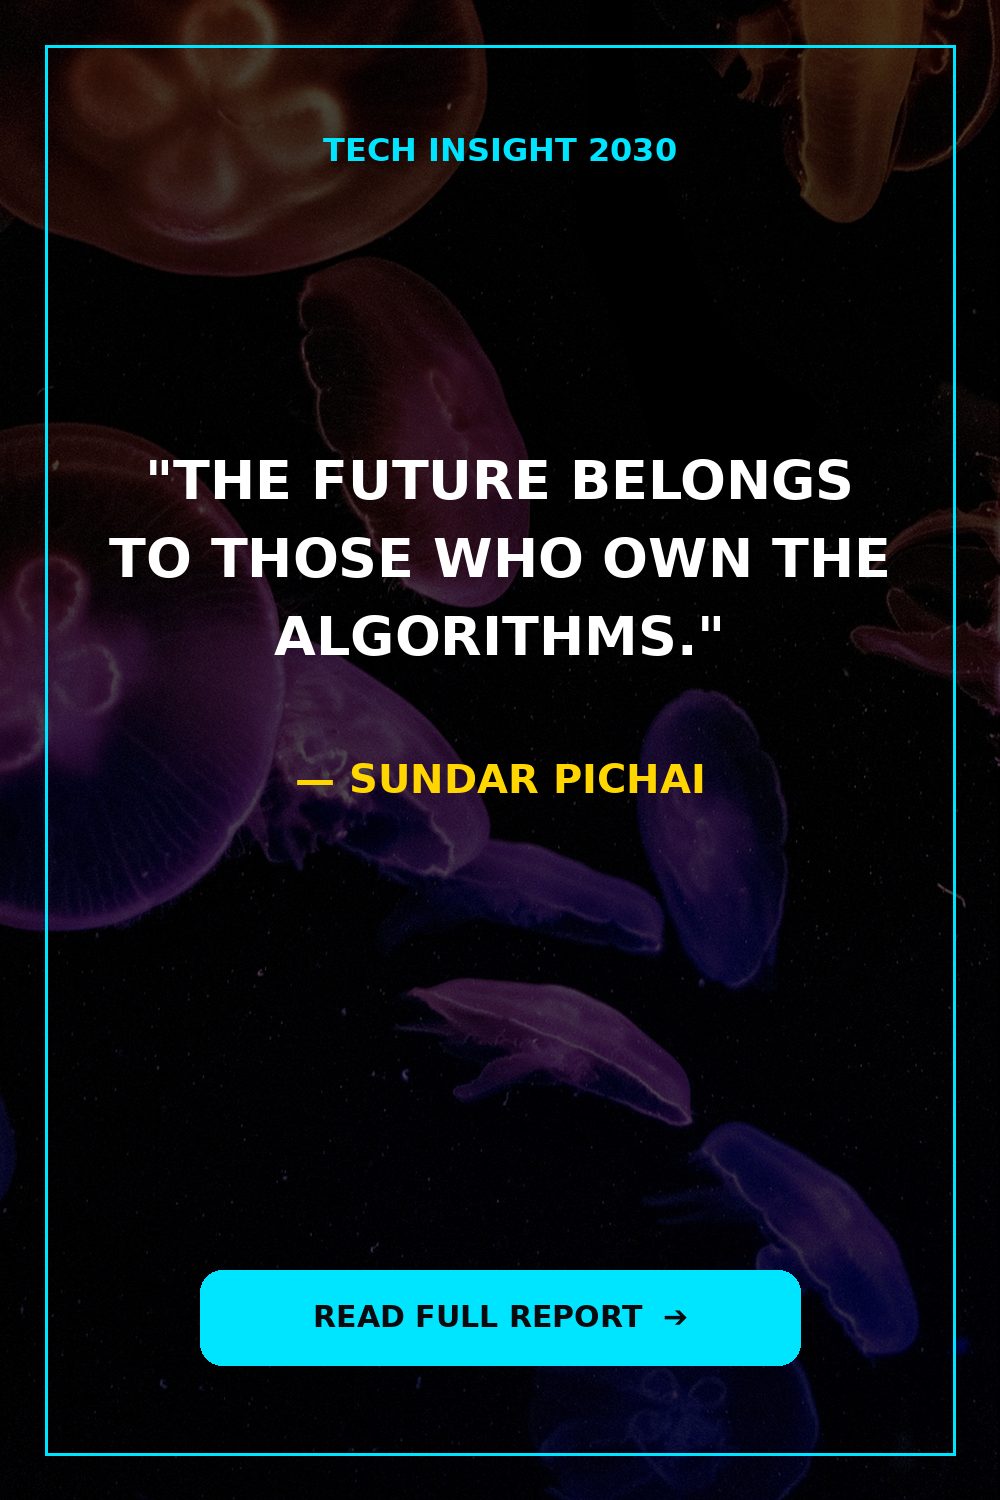 TECH INSIGHT 2030
"THE FUTURE BELONGS
TO THOSE WHO OWN THE
ALGORITHMS."
— SUNDAR PICHAI
READ FULL REPORT ➔